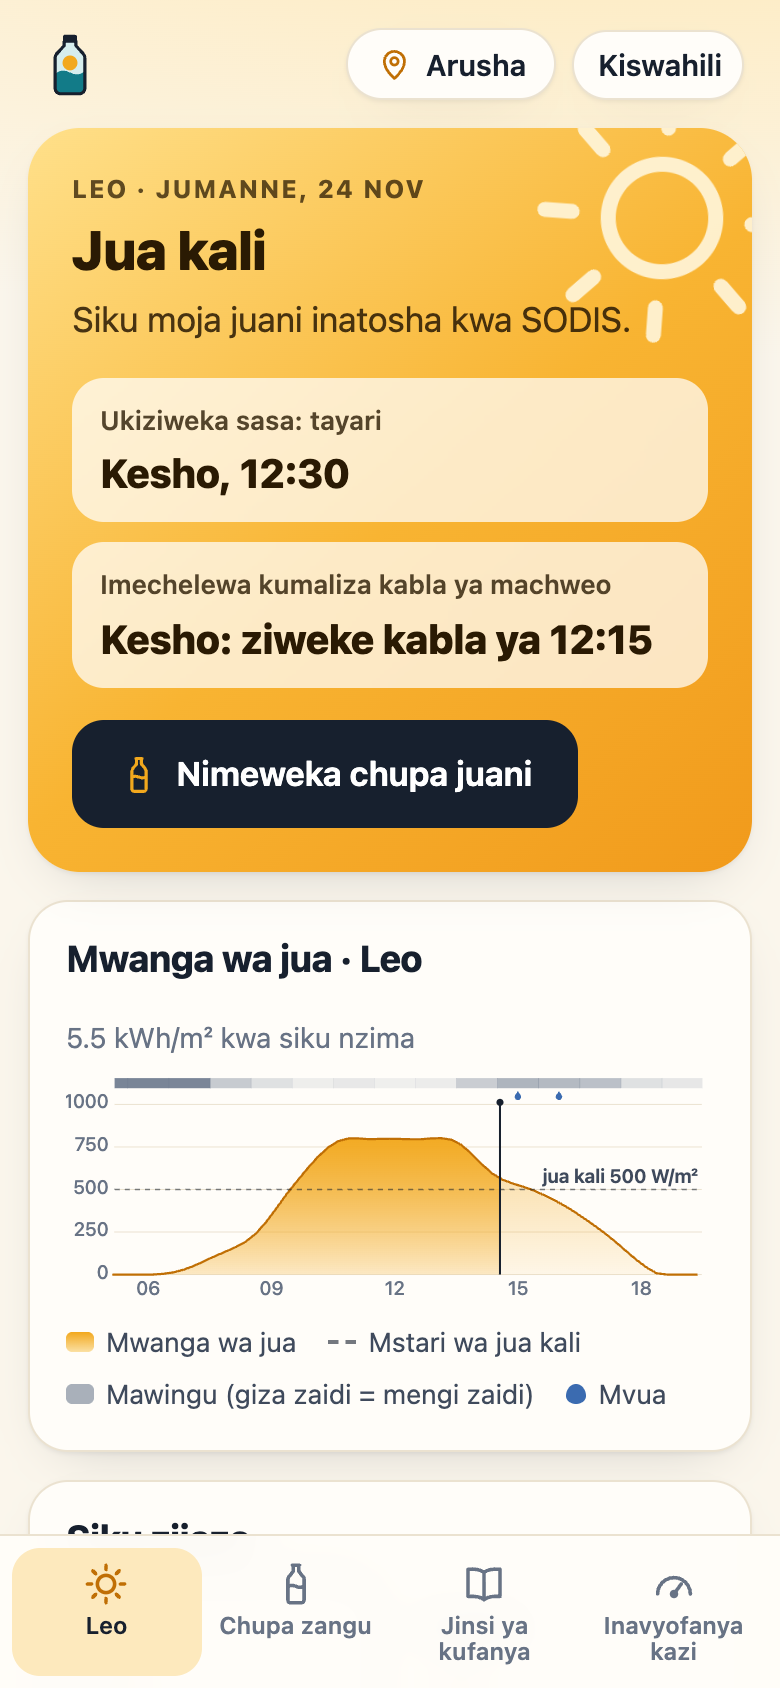 Arusha
Kiswahili
LEO · JUMANNE, 24 NOV
Jua kali
Siku moja juani inatosha kwa SODIS.
Ukiziweka sasa: tayari
Kesho, 12:30
Imechelewa kumaliza kabla ya machweo
Kesho: ziweke kabla ya 12:15
Nimeweka chupa juani
Mwanga wa jua · Leo
5.5 kWh/m² kwa siku nzima
1000
750
jua kali 500 W/m²
500
250
0
06 09 12 15 18
Mwanga wa jua
Mstari wa jua kali
Mawingu (giza zaidi = mengi zaidi)
Mvua
Leo
Chupa zangu
Jinsi ya
kufanya
Inavyofanya
kazi